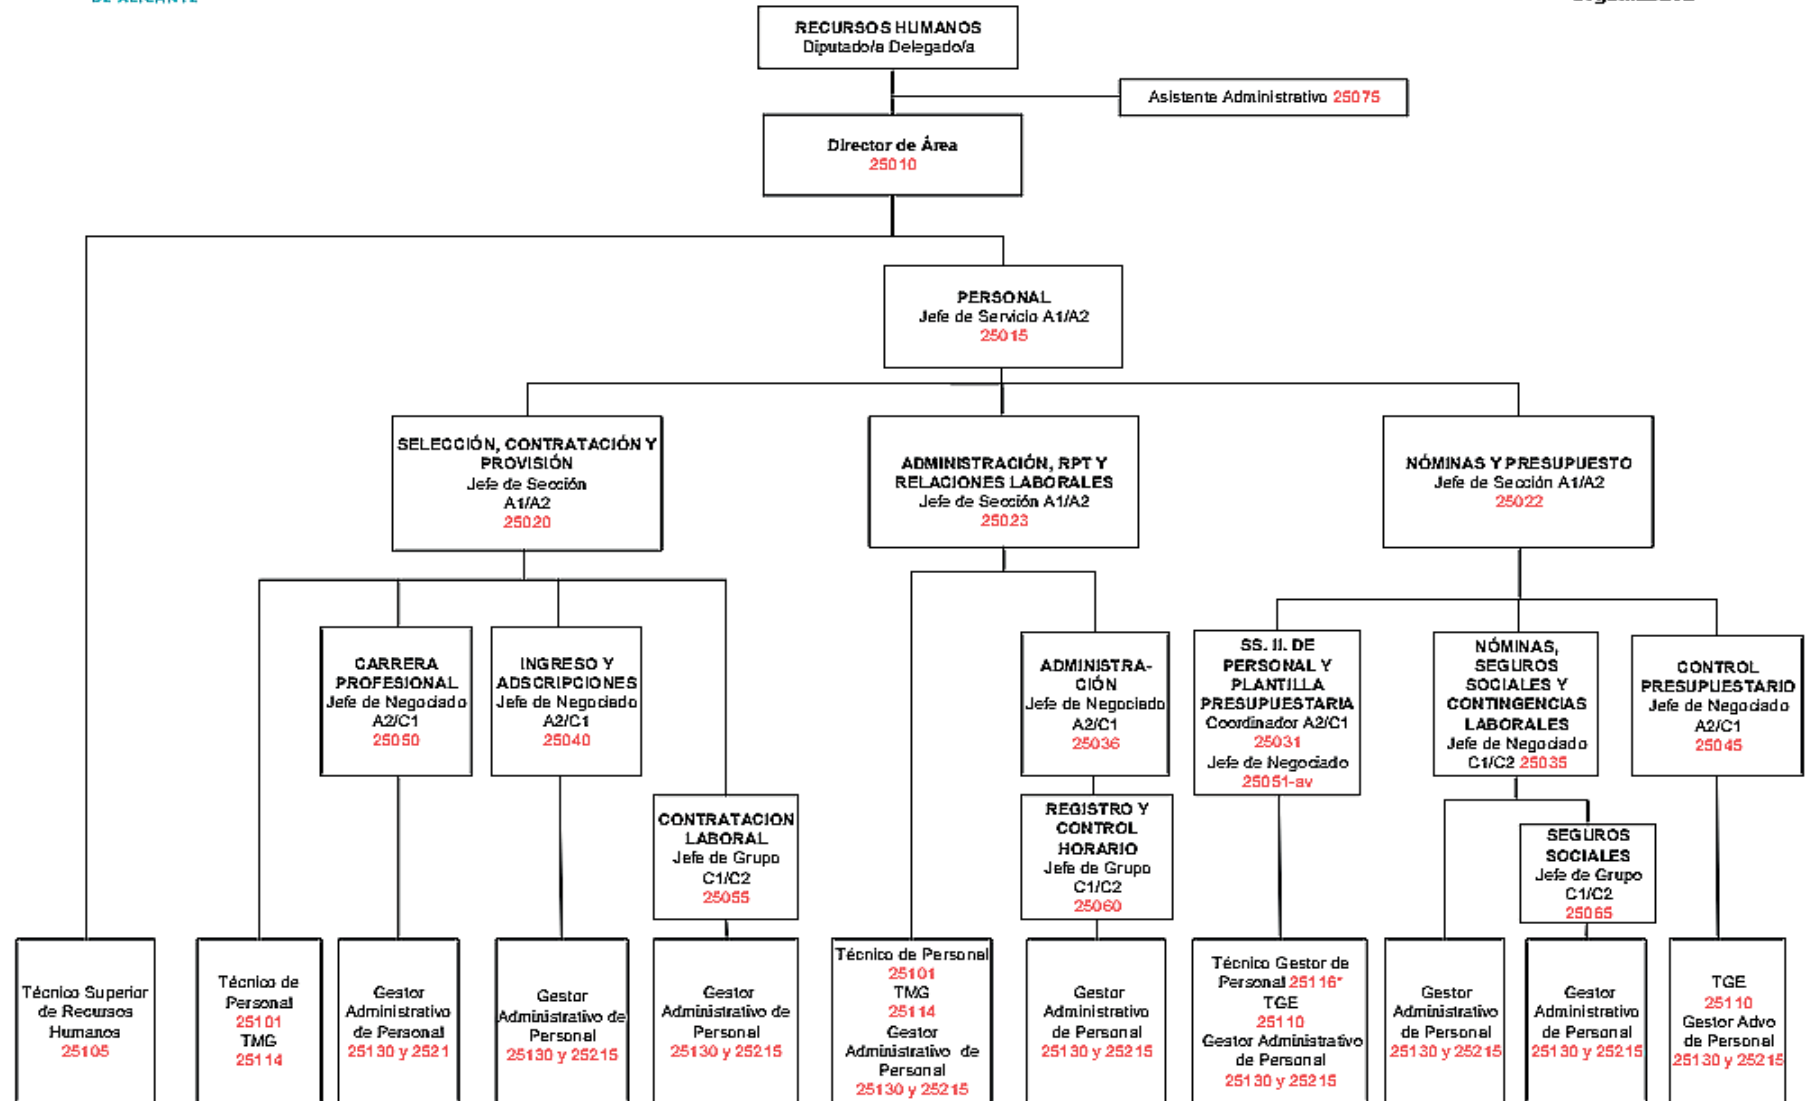 RECURSOS HUMANOS
Diputado/a Delegado/a
Asistente Administrativo 25075
Director de Área
25010
PERSONAL
Jefe de Servicio A1/A2
25015
SELECCIÓN, CONTRATACIÓN Y
PROVISIÓN
Jefe de Sección
A1/A2
25020
ADMINISTRACIÓN, RPT Y
RELACIONES LABORALES
Jefe de Sección A1/A2
25023
NÓMINAS Y PRESUPUESTO
Jefe de Sección A1/A2
25022
CARRERA
PROFESIONAL
Jefe de Negociado
A2/C1
25050
INGRESO Y
ADSCRIPCIONES
Jefe de Negociado
A2/C1
25040
CONTRATACION
LABORAL
Jefe de Grupo
C1/C2
25055
ADMINISTRA-
CIÓN
Jefe de Negociado
A2/C1
25036
REGISTRO Y
CONTROL
HORARIO
Jefe de Grupo
C1/C2
25060
SS. II. DE
PERSONAL Y
PLANTILLA
PRESUPUESTARIA
Coordinador A2/C1
25031
Jefe de Negociado
25051-av
NÓMINAS,
SEGUROS
SOCIALES Y
CONTINGENCIAS
LABORALES
Jefe de Negociado
C1/C2 25035
SEGUROS
SOCIALES
Jefe de Grupo
C1/C2
25065
CONTROL
PRESUPUESTARIO
Jefe de Negociado
A2/C1
25045
Técnico Superior
de Recursos
Humanos
25105
Técnico de
Personal
25101
TMG
25114
Gestor
Administrativo
de Personal
25130 y 2521
Gestor
Administrativo de
Personal
25130 y 25215
Gestor
Administrativo de
Personal
25130 y 25215
Técnico de Personal
25101
TMG
25114
Gestor
Administrativo de
Personal
25130 y 25215
Gestor
Administrativo
de Personal
25130 y 25215
Técnico Gestor de
Personal 25116*
TGE
25110
Gestor Administrativo
de Personal
25130 y 25215
Gestor
Administrativo
de Personal
25130 y 25215
Gestor
Administrativo
de Personal
25130 y 25215
TGE
25110
Gestor Advo
de Personal
25130 y 25215